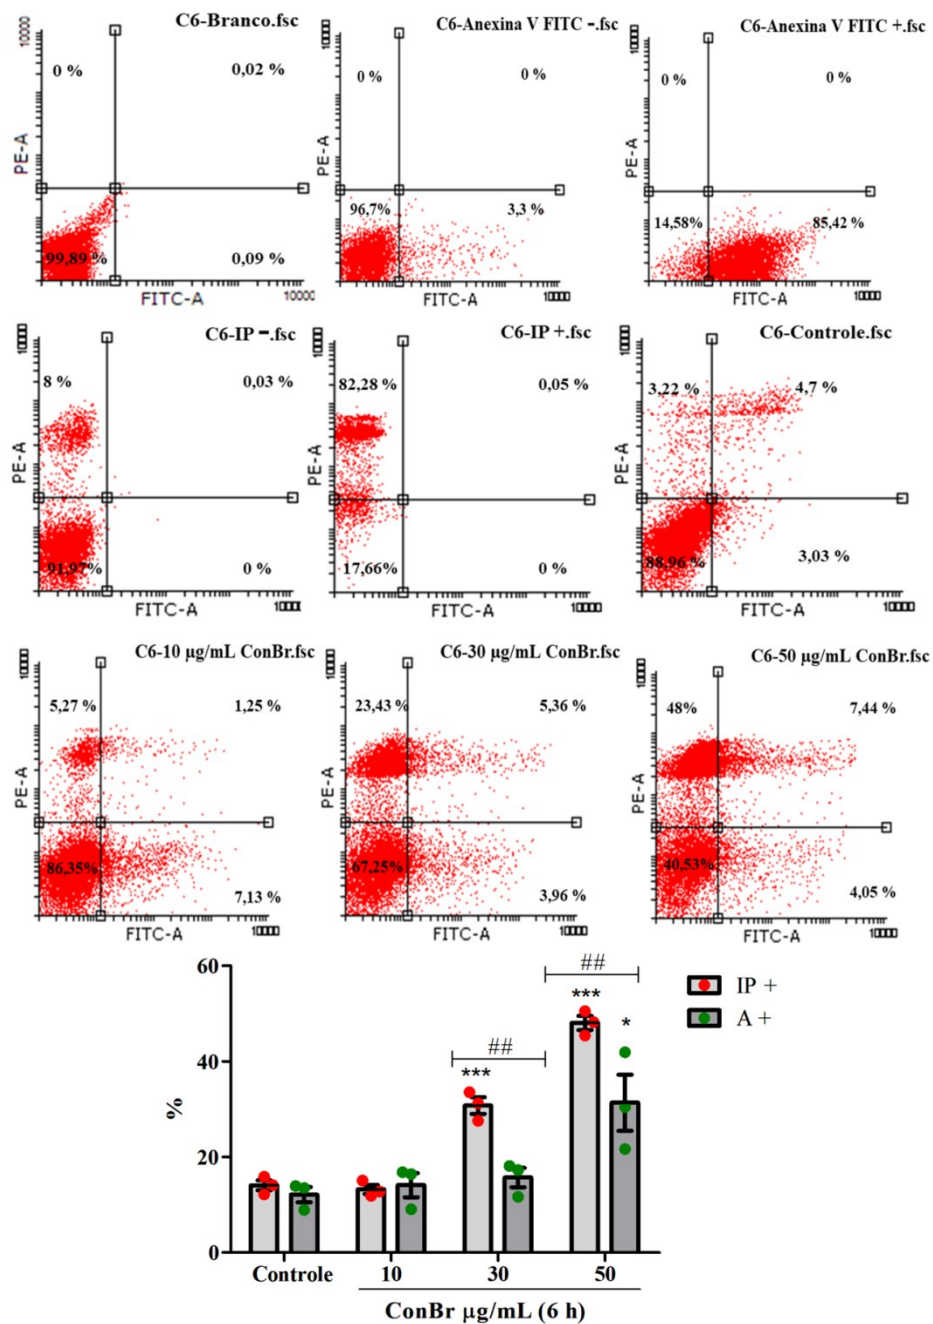 C6-Branco.fsc
10000
0 %
0,02 %
PE-A
99,89 %
0,09 %
FITC-A
10000
C6-Anexina V FITC -.fsc
0 %
0 %
PE-A
96,7%
3,3 %
FITC-A
C6-Anexina V FITC +.fsc
0 %
0 %
PE-A
14,58%
85,42 %
FITC-A
C6-IP -.fsc
8 %
0,03 %
PE-A
91,97%
0 %
FITC-A
C6-IP +.fsc
82,28 %
0,05 %
PE-A
17,66%
0 %
FITC-A
C6-Controle.fsc
3,22 %
4,7 %
PE-A
88,96 %
3,03 %
FITC-A
C6-10 µg/mL ConBr.fsc
5,27 %
1,25 %
PE-A
86,35%
7,13 %
FITC-A
C6-30 µg/mL ConBr.fsc
23,43 %
5,36 %
PE-A
67,25%
3,96 %
FITC-A
C6-50 µg/mL ConBr.fsc
48%
7,44 %
PE-A
40,53%
4,05 %
FITC-A
60
40
20
0
%
##
***
##
***
*
IP +
A +
Controle
10
30
50
ConBr µg/mL (6 h)